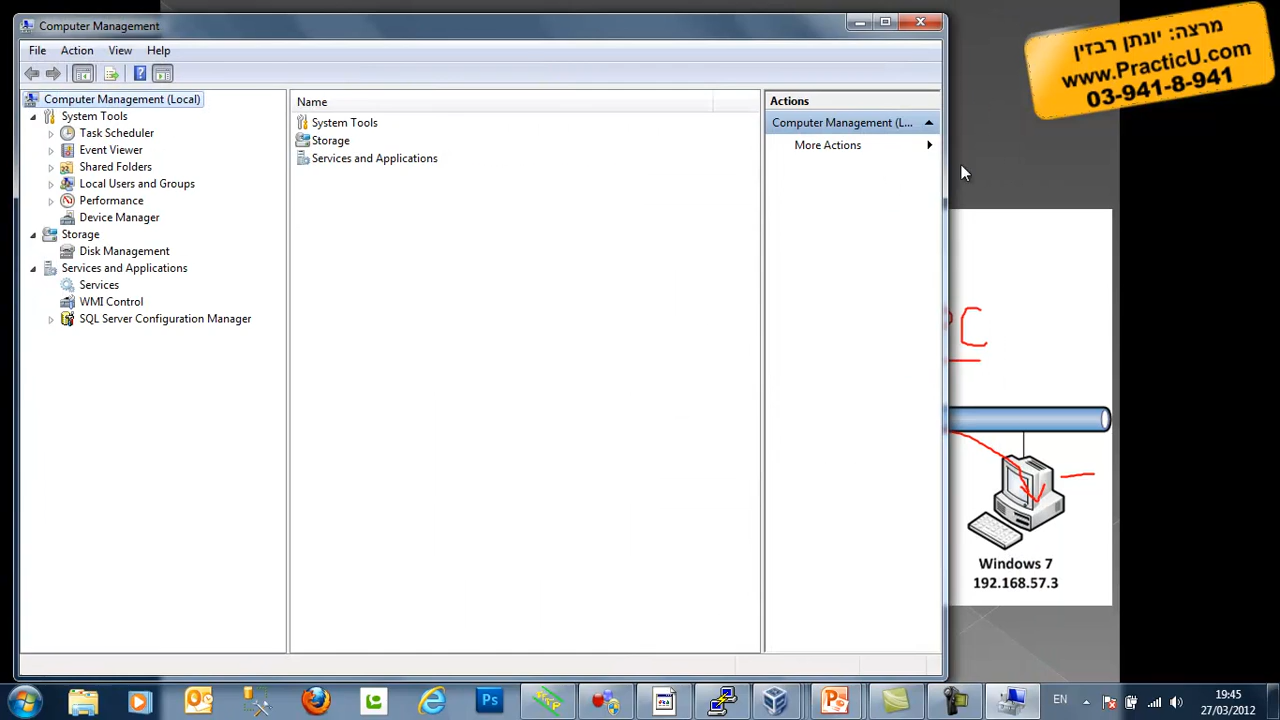 Computer Management
מרצה: יונתן רבזין
www.PracticU.com
03-941-8-941
File Action View Help
Computer Management (Local)
System Tools
Task Scheduler
Event Viewer
Shared Folders
Local Users and Groups
Performance
Device Manager
Storage
Disk Management
Services and Applications
Services
WMI Control
SQL Server Configuration Manager
Name
System Tools
Storage
Services and Applications
Actions
Computer Management (L...
More Actions
C
Windows 7
192.168.57.3
Ps
EN
19:45
27/03/2012